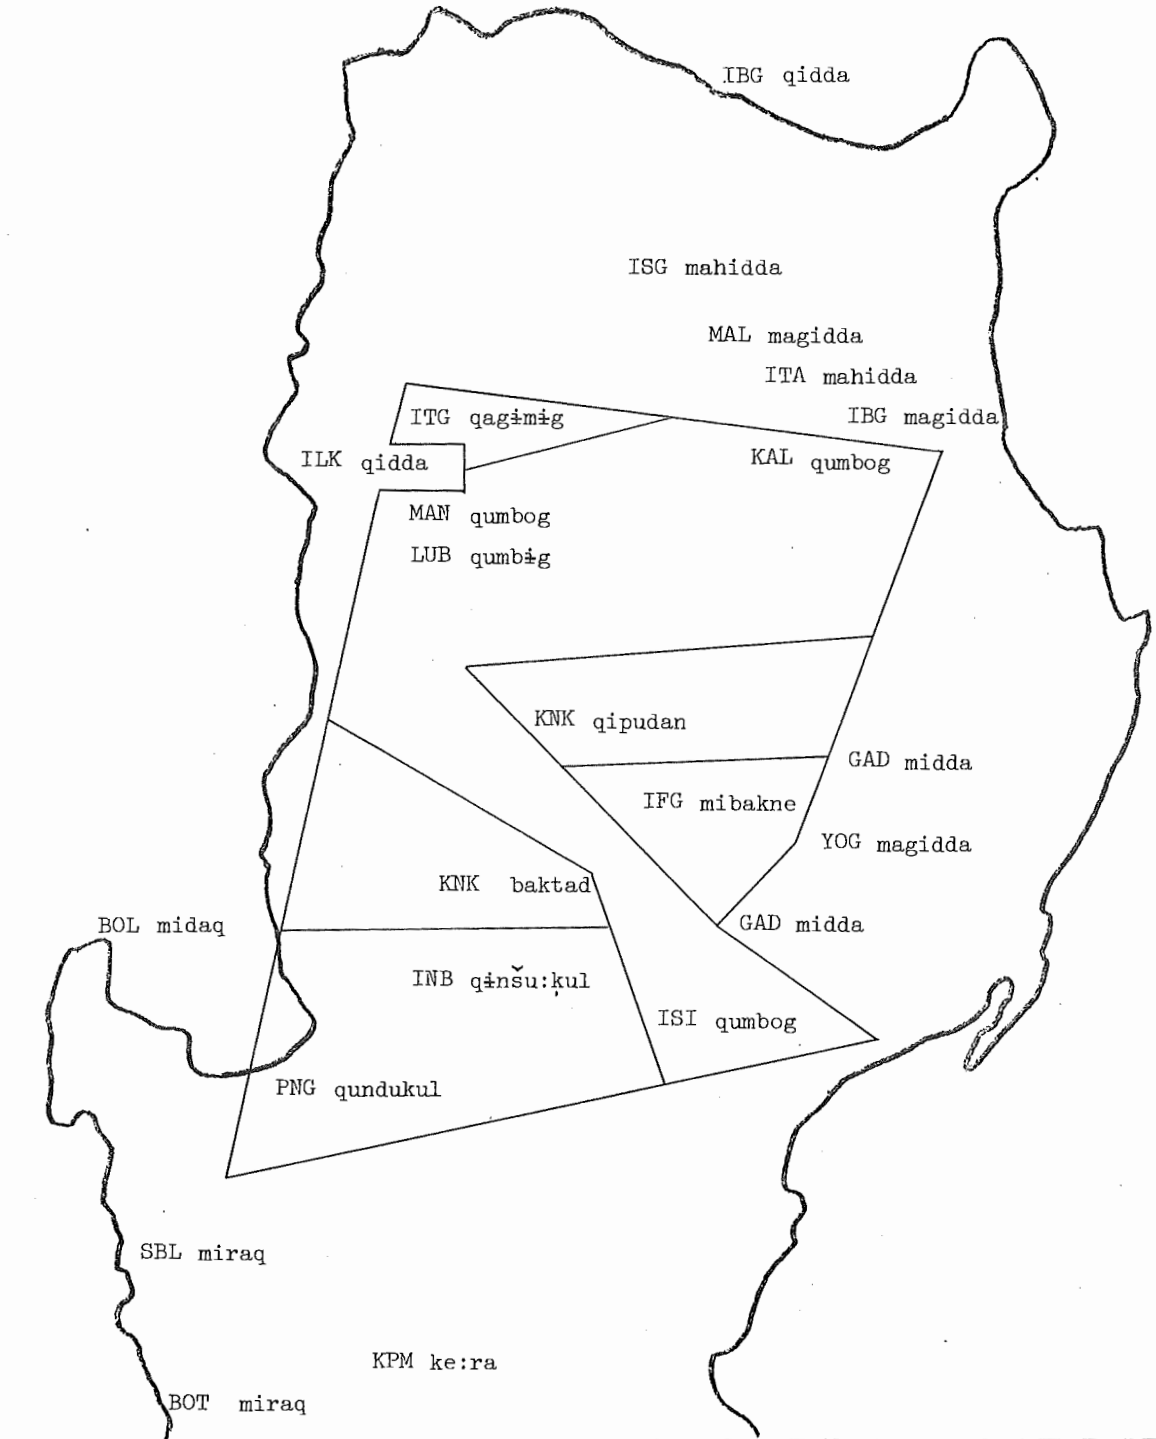 IBG qidda
ISG mahidda
MAL magidda
ITA mahidda
IBG magidda
ITG qagɨmɨg
KAL qumbog
ILK qidda
MAN qumbog
LUB qumbɨg
KNK qipudan
GAD midda
IFG mibakne
YOG magidda
KNK baktad
BOL midaq
GAD midda
INB qɨnšu:ḳul
ISI qumbog
PNG qundukul
SBL miraq
KPM ke:ra
BOT miraq